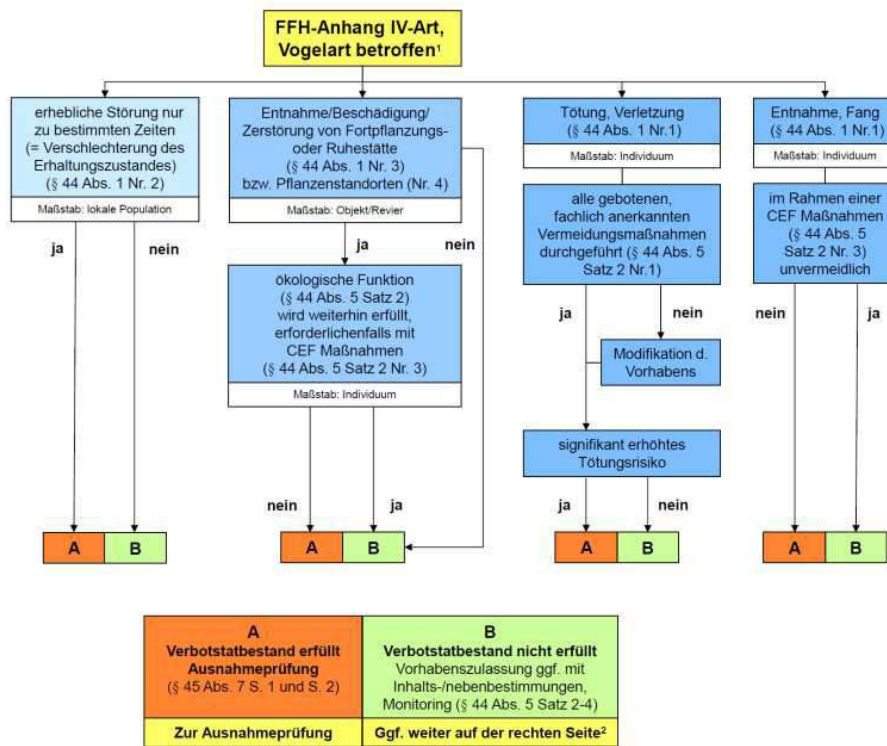 FFH-Anhang IV-Art,
Vogelart betroffen¹
erhebliche Störung nur
zu bestimmten Zeiten
(= Verschlechterung des
Erhaltungszustandes)
(§ 44 Abs. 1 Nr. 2)
Maßstab: lokale Population
ja
nein
A
B
Entnahme/Beschädigung/
Zerstörung von Fortpflanzungs-
oder Ruhestätte
(§ 44 Abs. 1 Nr. 3)
bzw. Pflanzenstandorten (Nr. 4)
Maßstab: Objekt/Revier
ja
nein
ökologische Funktion
(§ 44 Abs. 5 Satz 2)
wird weiterhin erfüllt,
erforderlichenfalls mit
CEF Maßnahmen
(§ 44 Abs. 5 Satz 2 Nr. 3)
Maßstab: Individuum
nein
ja
A
B
Tötung, Verletzung
(§ 44 Abs. 1 Nr.1)
Maßstab: Individuum
alle gebotenen,
fachlich anerkannten
Vermeidungsmaßnahmen
durchgeführt (§ 44 Abs. 5
Satz 2 Nr.1)
ja
nein
Modifikation d.
Vorhabens
signifikant erhöhtes
Tötungsrisiko
ja
nein
A
B
Entnahme, Fang
(§ 44 Abs. 1 Nr.1)
Maßstab: Individuum
im Rahmen einer
CEF Maßnahmen
(§ 44 Abs. 5
Satz 2 Nr. 3)
unvermeidlich
nein
ja
A
B
A
Verbotstatbestand erfüllt
Ausnahmeprüfung
(§ 45 Abs. 7 S. 1 und S. 2)
Zur Ausnahmeprüfung
B
Verbotstatbestand nicht erfüllt
Vorhabenszulassung ggf. mit
Inhalts-/nebenbestimmungen,
Monitoring (§ 44 Abs. 5 Satz 2-4)
Ggf. weiter auf der rechten Seite²